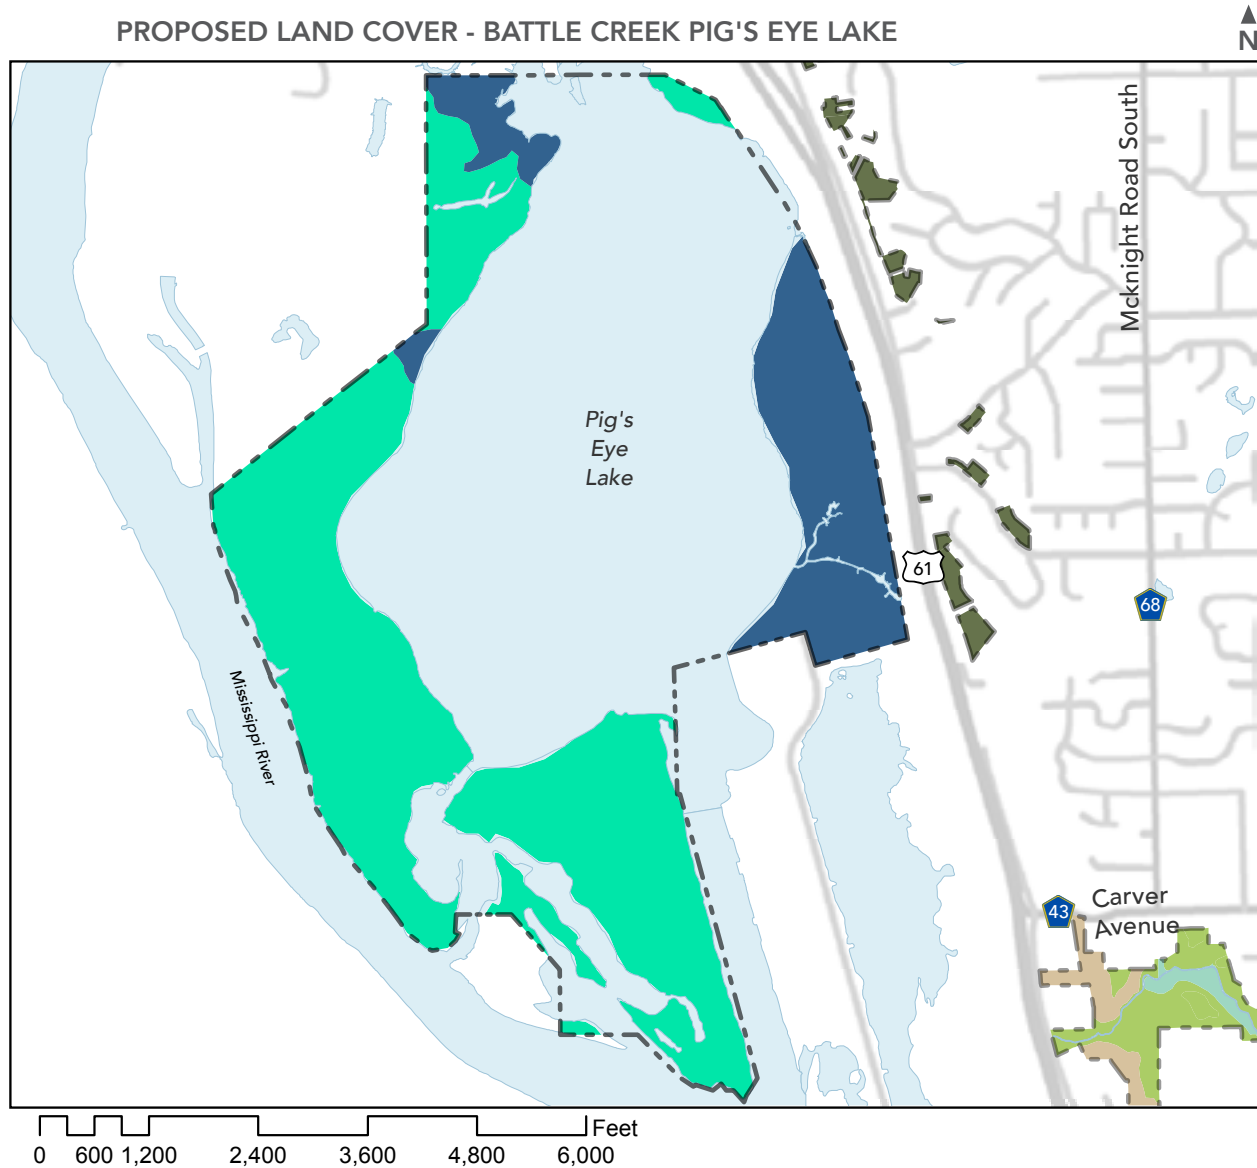 PROPOSED LAND COVER - BATTLE CREEK PIG'S EYE LAKE
N
Mcknight Road South
Pig's
Eye
Lake
61
68
Mississippi River
43
Carver
Avenue
Feet
0 600 1,200 2,400 3,600 4,800 6,000